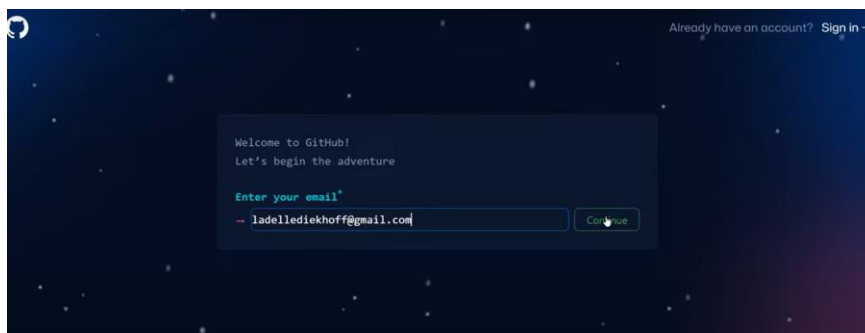 Already have an account? Sign in
Welcome to GitHub!
Let's begin the adventure
Enter your email*
→ ladellediekhoff@gmail.com
Continue